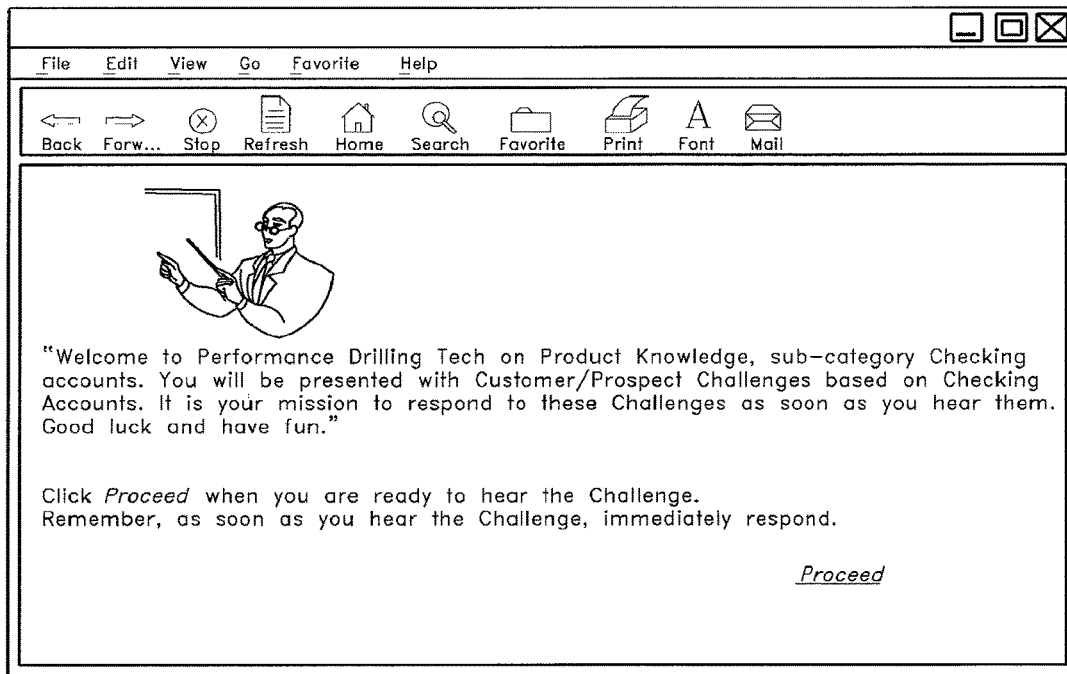 File Edit View Go Favorite Help
Back Forw... Stop Refresh Home Search Favorite Print Font Mail
"Welcome to Performance Drilling Tech on Product Knowledge, sub-category Checking
accounts. You will be presented with Customer/Prospect Challenges based on Checking
Accounts. It is your mission to respond to these Challenges as soon as you hear them.
Good luck and have fun."
Click Proceed when you are ready to hear the Challenge.
Remember, as soon as you hear the Challenge, immediately respond.
Proceed